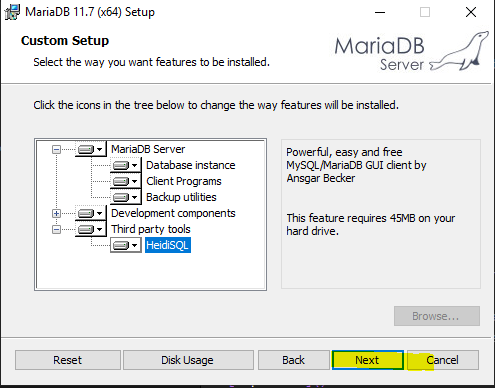 MariaDB 11.7 (x64) Setup
Custom Setup
Select the way you want features to be installed.
MariaDB
Server
Click the icons in the tree below to change the way features will be installed.
MariaDB Server
Database instance
Client Programs
Backup utilities
Development components
Third party tools
HeidiSQL
Powerful, easy and free
MySQL/MariaDB GUI client by
Ansgar Becker
This feature requires 45MB on your
hard drive.
Browse...
Reset
Disk Usage
Back
Next
Cancel